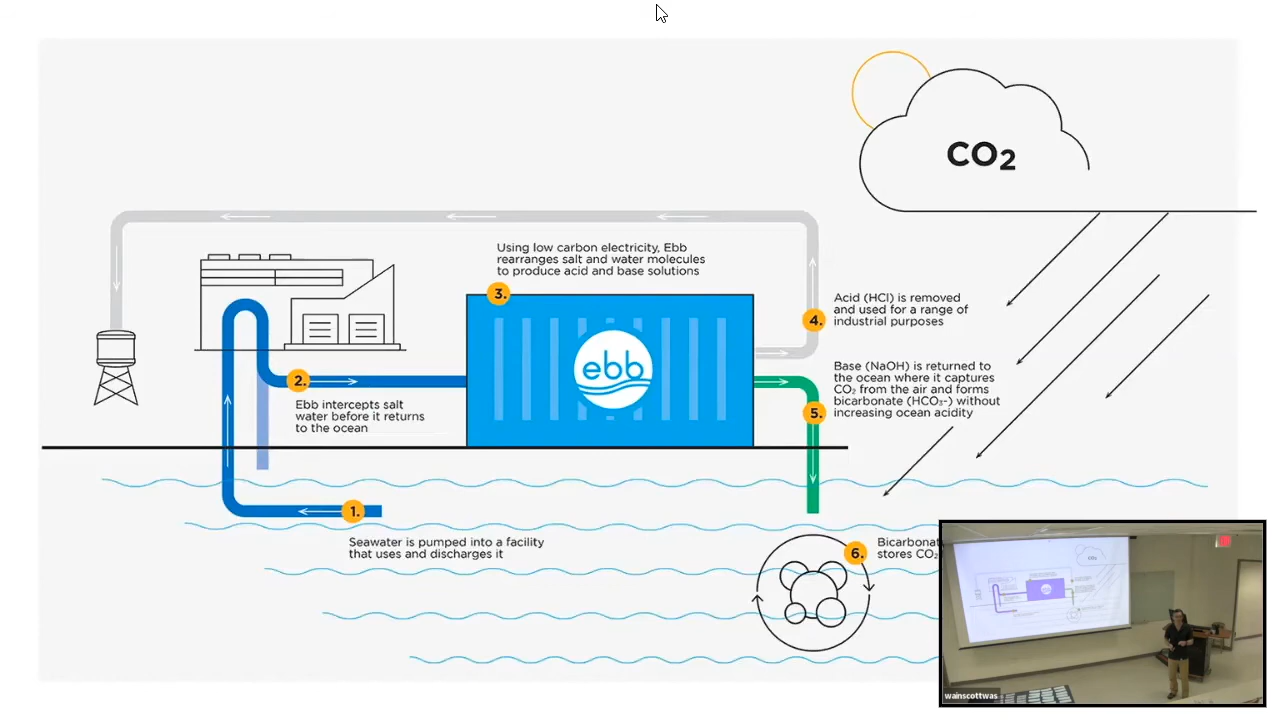 CO2
Using low carbon electricity, Ebb
rearranges salt and water molecules
to produce acid and base solutions
3.
Acid (HCl) is removed
and used for a range of
industrial purposes
4.
ebb
2.
Ebb intercepts salt
water before it returns
to the ocean
Base (NaOH) is returned to
the ocean where it captures
CO₂ from the air and forms
bicarbonate (HCO₃-) without
increasing ocean acidity
5.
1.
Seawater is pumped into a facility
that uses and discharges it
6.
stores CO₂
wainscottwas